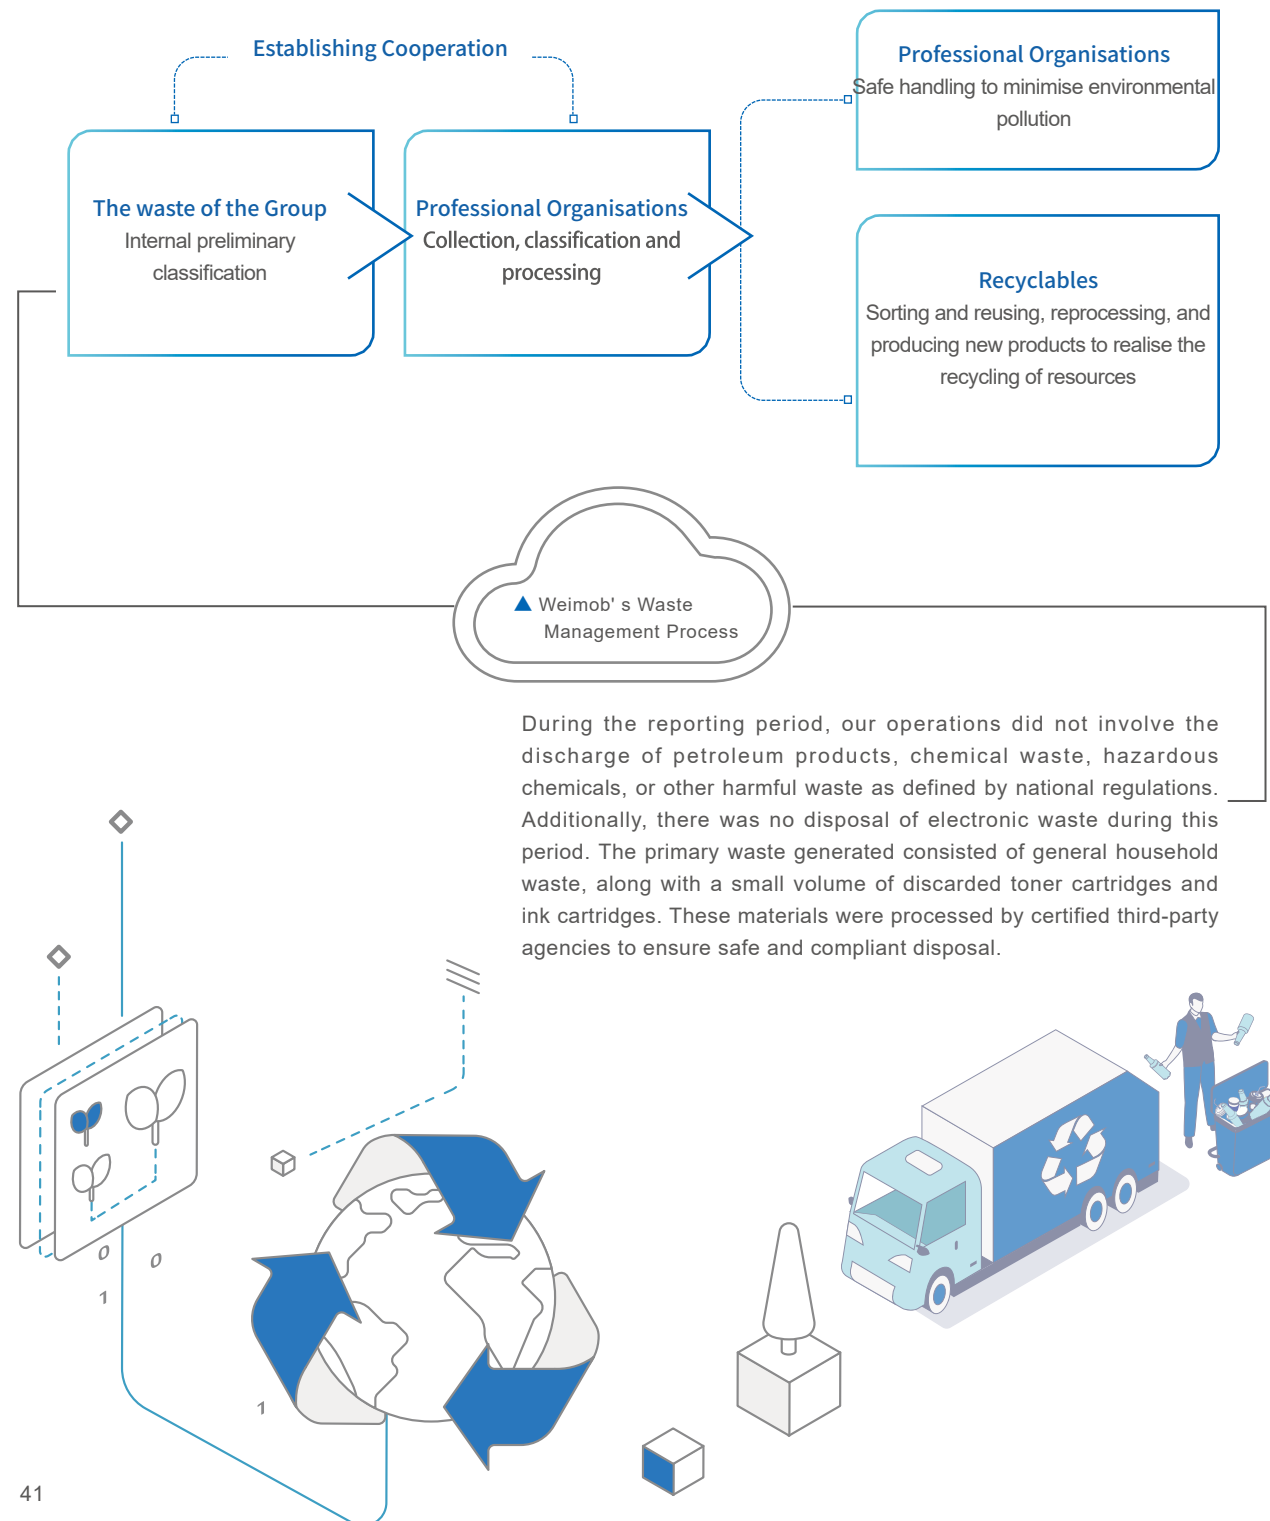 Establishing Cooperation
The waste of the Group
Internal preliminary
classification
Professional Organisations
Collection, classification and
processing
Professional Organisations
Safe handling to minimise environmental
pollution
Recyclables
Sorting and reusing, reprocessing, and
producing new products to realise the
recycling of resources
Weimob' s Waste
Management Process
During the reporting period, our operations did not involve the
discharge of petroleum products, chemical waste, hazardous
chemicals, or other harmful waste as defined by national regulations.
Additionally, there was no disposal of electronic waste during this
period. The primary waste generated consisted of general household
waste, along with a small volume of discarded toner cartridges and
ink cartridges. These materials were processed by certified third-party
agencies to ensure safe and compliant disposal.
0
0
1
1
41